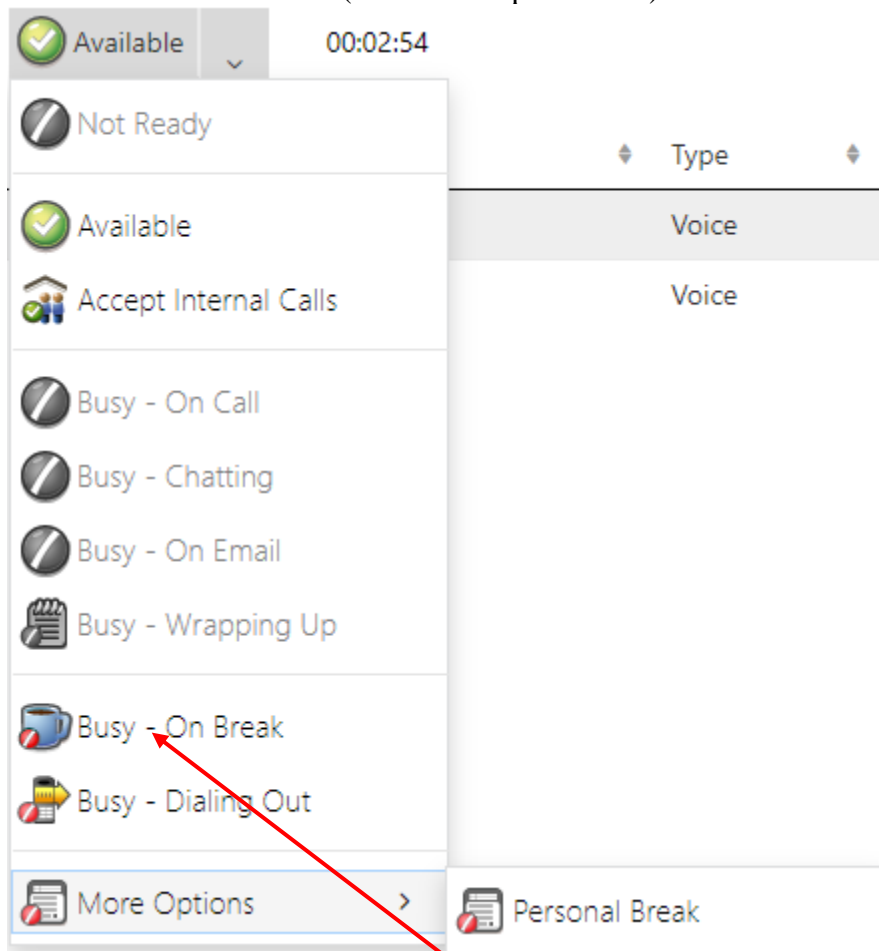 Available 00:02:54
Not Ready
Type
Available
Voice
Accept Internal Calls
Voice
Busy - On Call
Busy - Chatting
Busy - On Email
Busy - Wrapping Up
Busy - On Break
Busy - Dialing Out
More Options
Personal Break